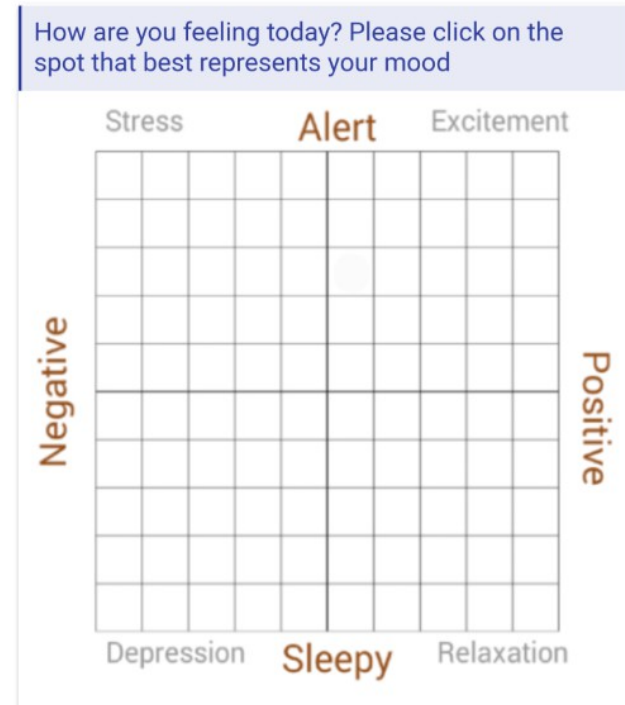 How are you feeling today? Please click on the
spot that best represents your mood
Stress
Alert
Excitement
Negative
Positive
Depression
Sleepy
Relaxation